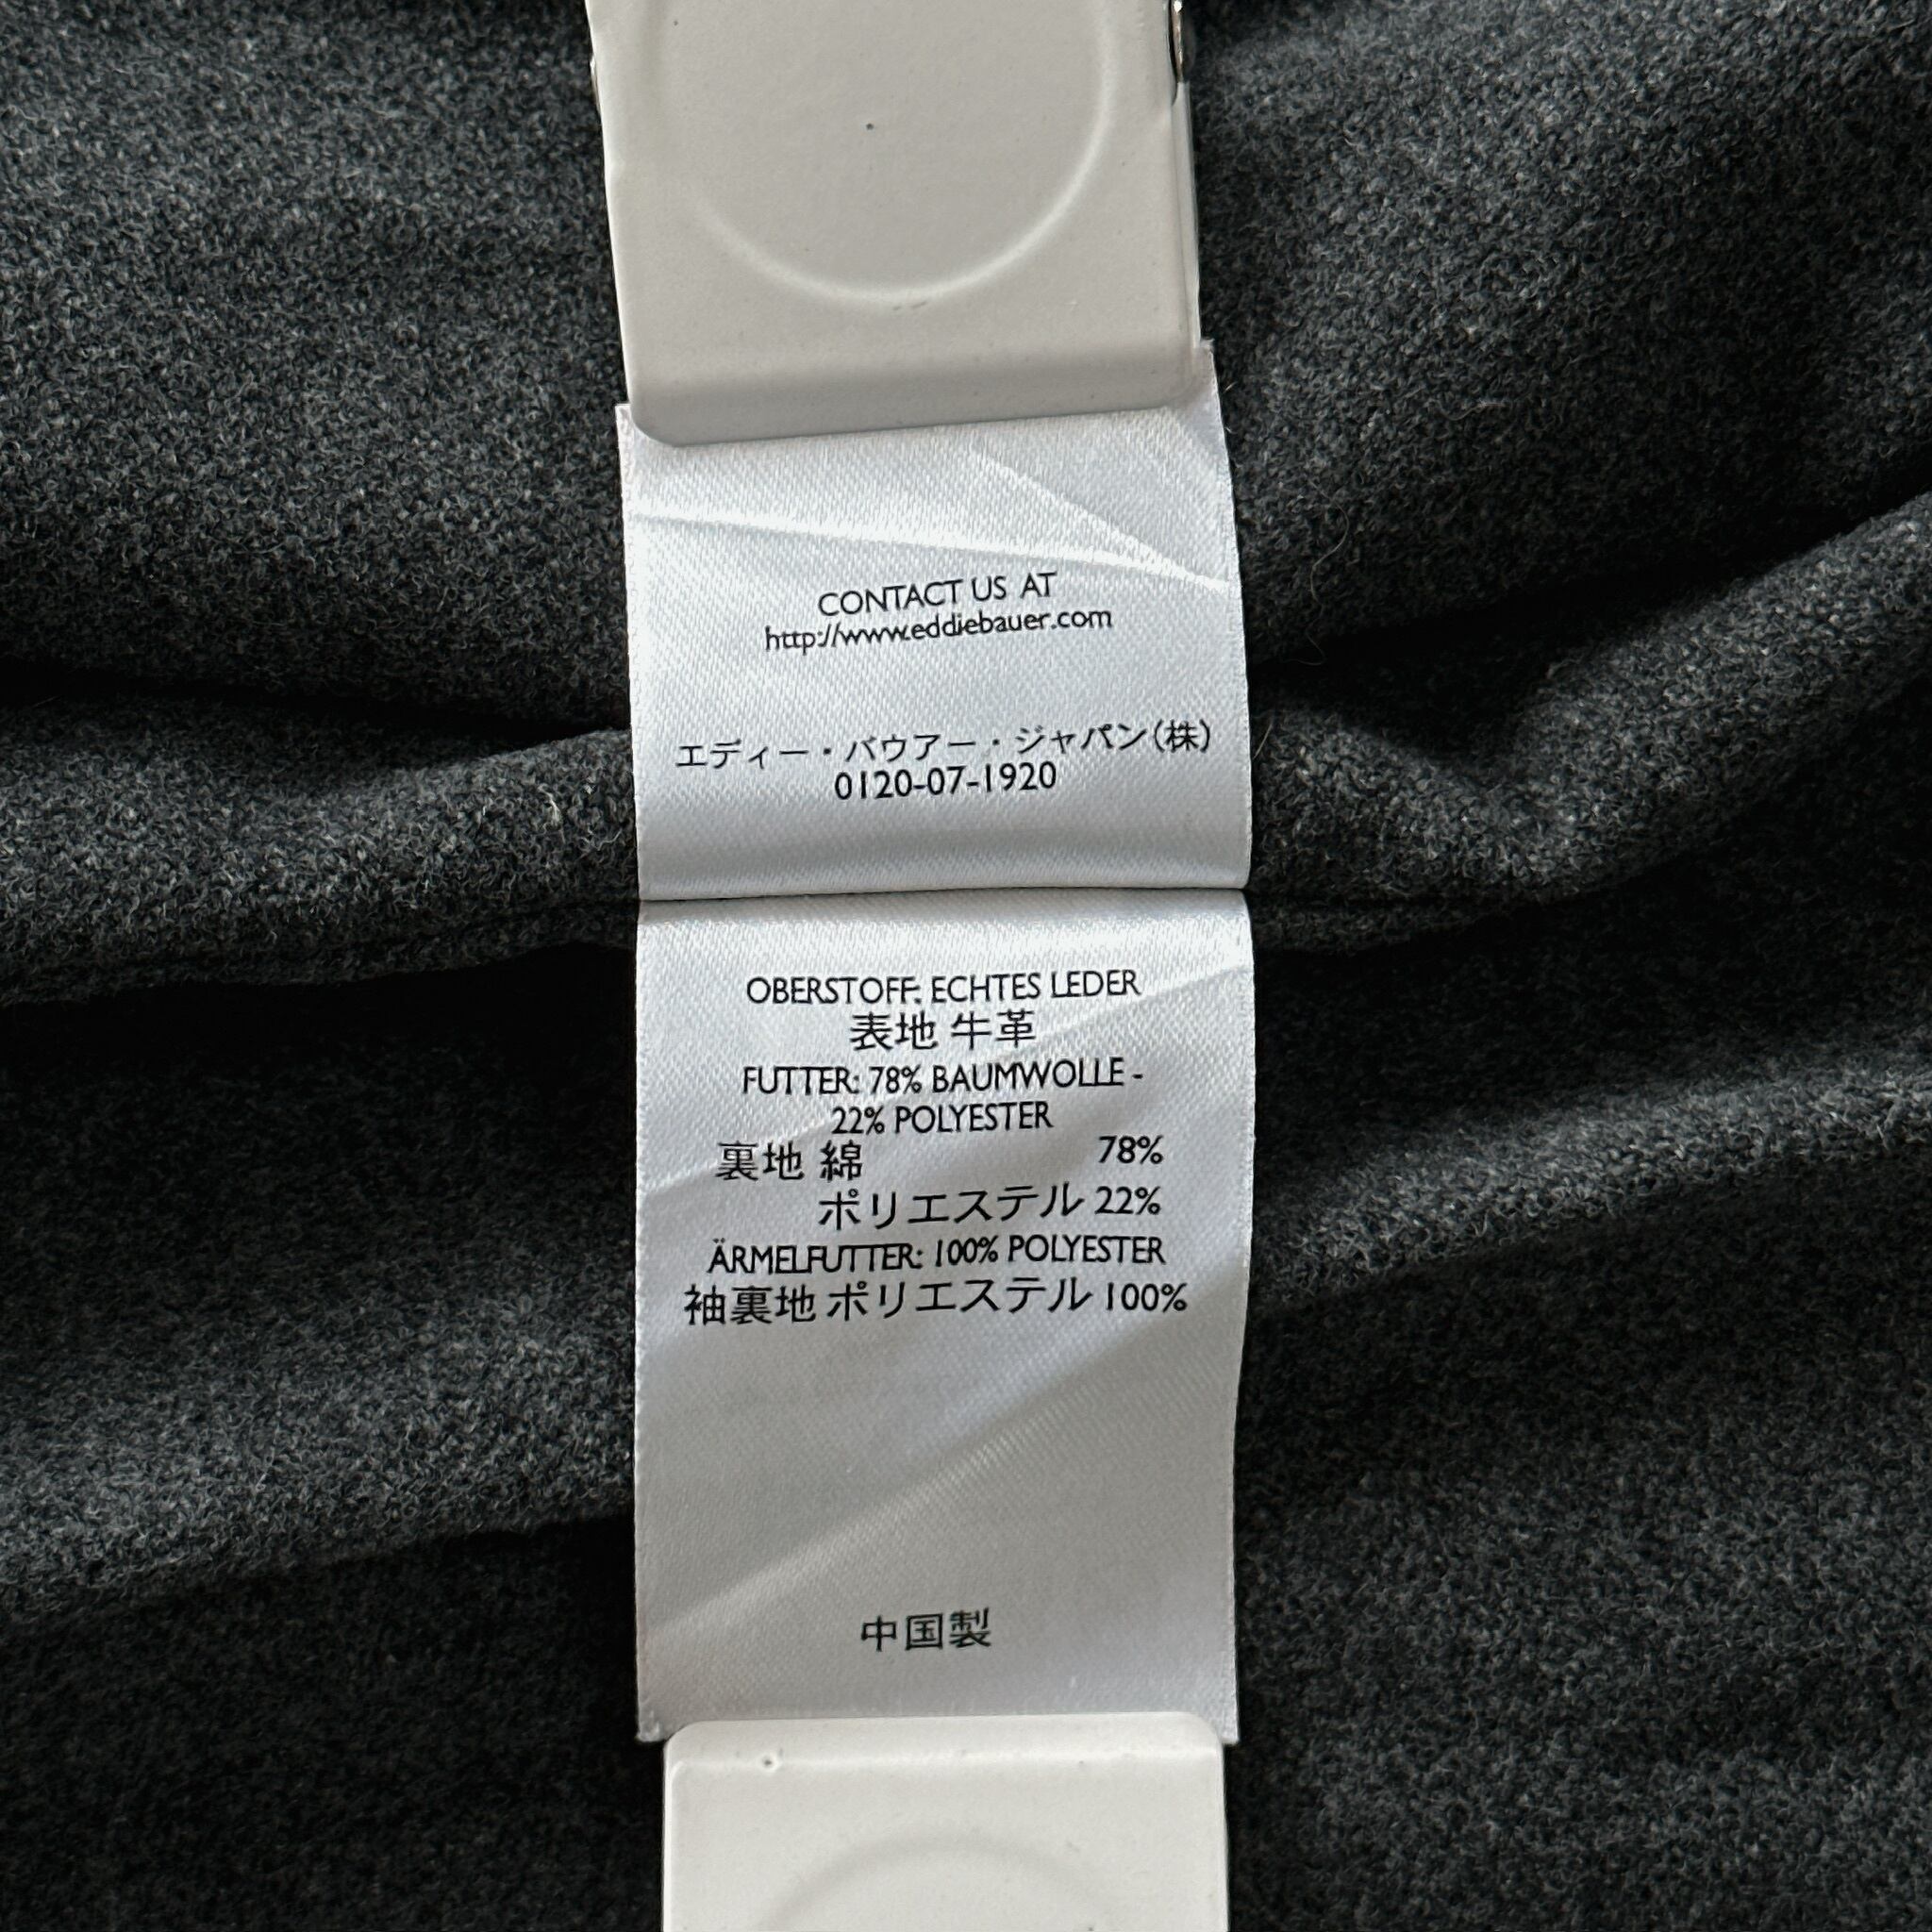 CONTACT US AT
http://www.eddiebauer.com
エディー・バウアー・ジャパン(株)
0120-07-1920
OBERSTOFF: ECHTES LEDER
表地 牛革
FUTTER: 78% BAUMWOLLE -
22% POLYESTER
裏地 綿 78%
ポリエステル 22%
ÄRMELFUTTER: 100% POLYESTER
袖裏地 ポリエステル 100%
中国製